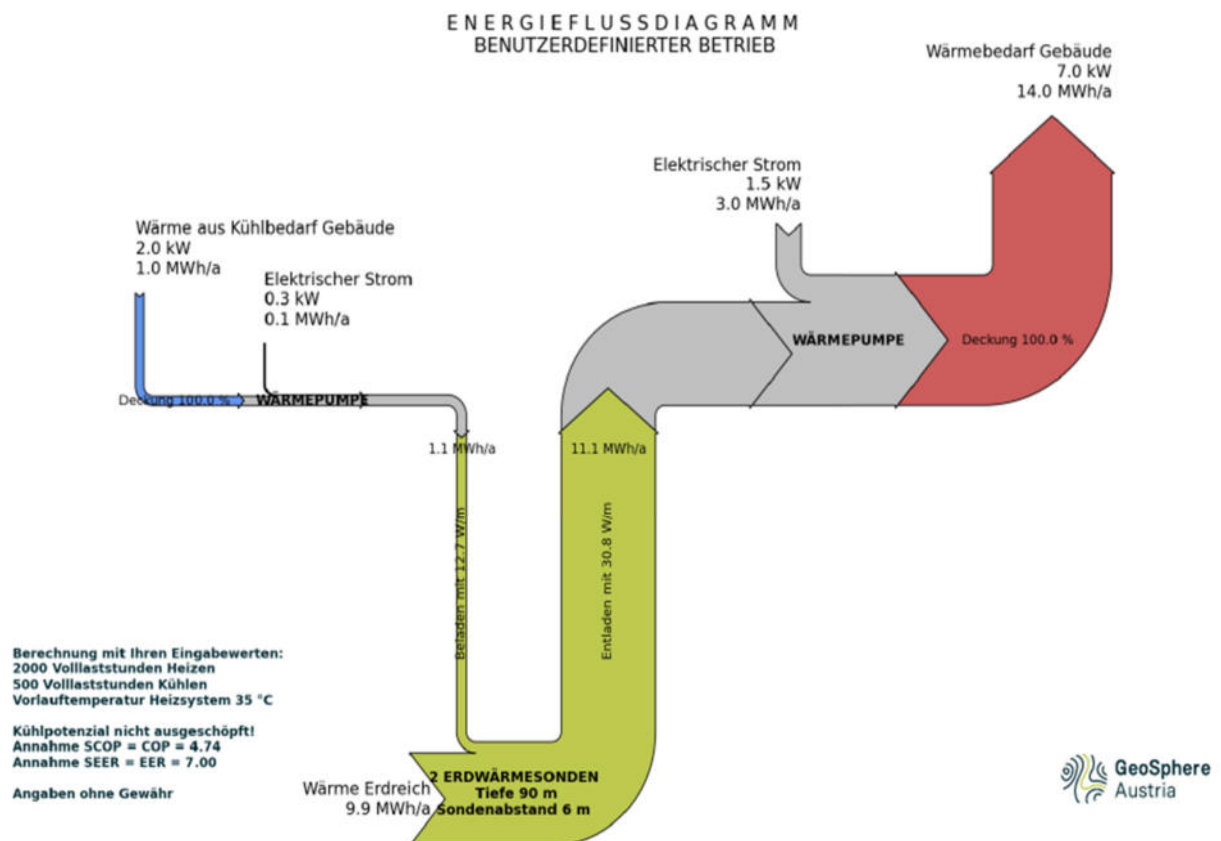 ENERGIEFLUSSDIAGRAMM
BENUTZERDEFINIERTER BETRIEB
Wärmebedarf Gebäude
7.0 kW
14.0 MWh/a
Elektrischer Strom
1.5 kW
3.0 MWh/a
Wärme aus Kühlbedarf Gebäude
2.0 kW
1.0 MWh/a
Elektrischer Strom
0.3 kW
0.1 MWh/a
WÄRMEPUMPE
Deckung 100.0 %
Deckung 100.0 %
WÄRMEPUMPE
1.1 MWh/a
11.1 MWh/a
Beladen mit 12.7 W/m
Entladen mit 30.8 W/m
Berechnung mit Ihren Eingabewerten:
2000 Volllaststunden Heizen
500 Volllaststunden Kühlen
Vorlauftemperatur Heizsystem 35 °C
Kühlpotenzial nicht ausgeschöpft!
Annahme SCOP = COP = 4.74
Annahme SEER = EER = 7.00
Angaben ohne Gewähr
Wärme Erdreich
9.9 MWh/a
2 ERDWÄRMESONDEN
Tiefe 90 m
Sondenabstand 6 m
GeoSphere
Austria